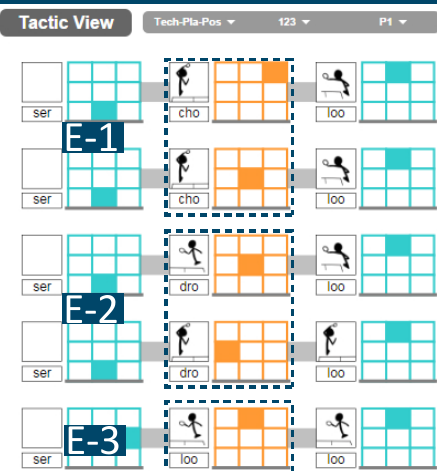 Tactic View Tech-Pla-Pos 123 P1
ser cho loo
E-1
ser cho loo
ser dro loo
E-2
ser dro loo
E-3
ser loo loo